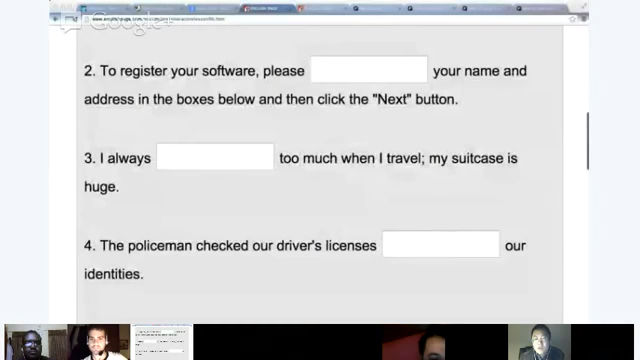 Google+
2. To register your software, please your name and
address in the boxes below and then click the "Next" button.
3. I always too much when I travel; my suitcase is
huge.
4. The policeman checked our driver's licenses our
identities.